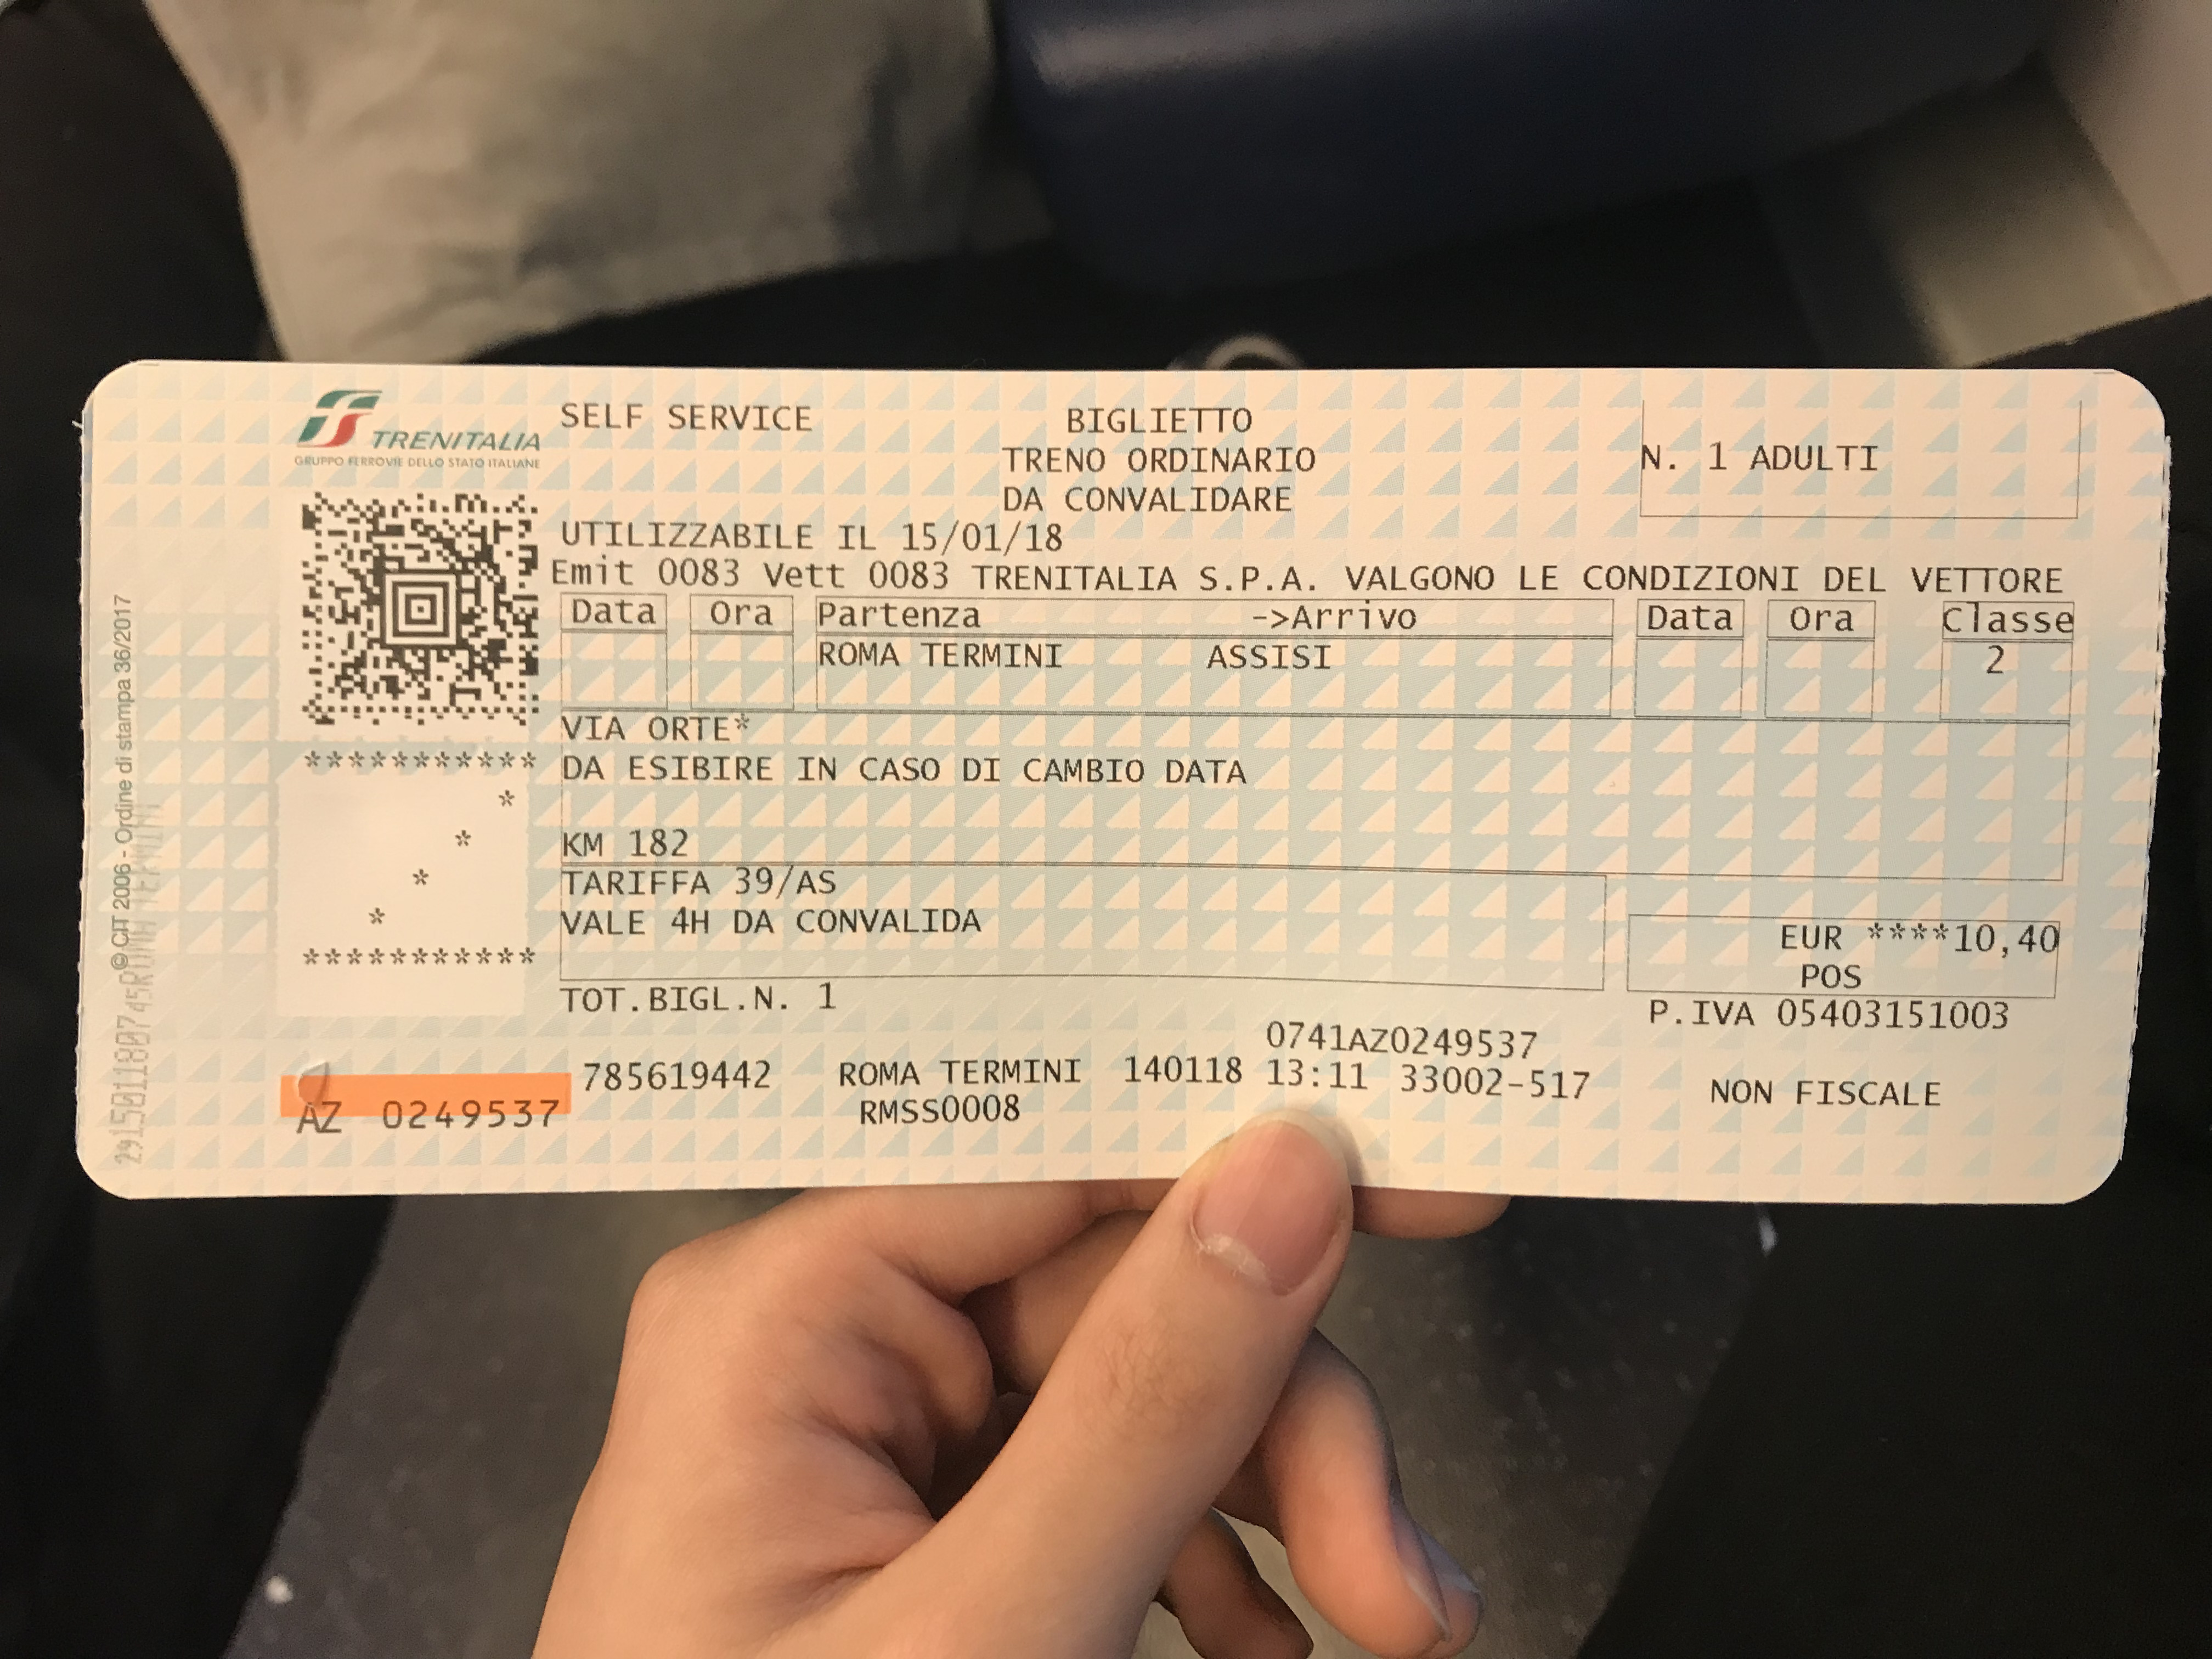 TRENITALIA
GRUPPO FERROVIE DELLO STATO ITALIANE
SELF SERVICE
BIGLIETTO
TRENO ORDINARIO
DA CONVALIDARE
N. 1 ADULTI
UTILIZZABILE IL 15/01/18
Emit 0083 Vett 0083 TRENITALIA S.P.A. VALGONO LE CONDIZIONI DEL VETTORE
Data Ora Partenza ->Arrivo Data Ora Classe
ROMA TERMINI ASSISI 2
VIA ORTE*
***********
DA ESIBIRE IN CASO DI CAMBIO DATA
*
*
KM 182
*
TARIFFA 39/AS
*
VALE 4H DA CONVALIDA
***********
EUR ****10,40
POS
TOT.BIGL.N. 1
P.IVA 05403151003
0741AZ0249537
785619442 ROMA TERMINI 140118 13:11 33002-517
NON FISCALE
AZ 0249537
RMSS0008
© CIT 2006 - Ordine di stampa 36/2017
ROMA TERMINI